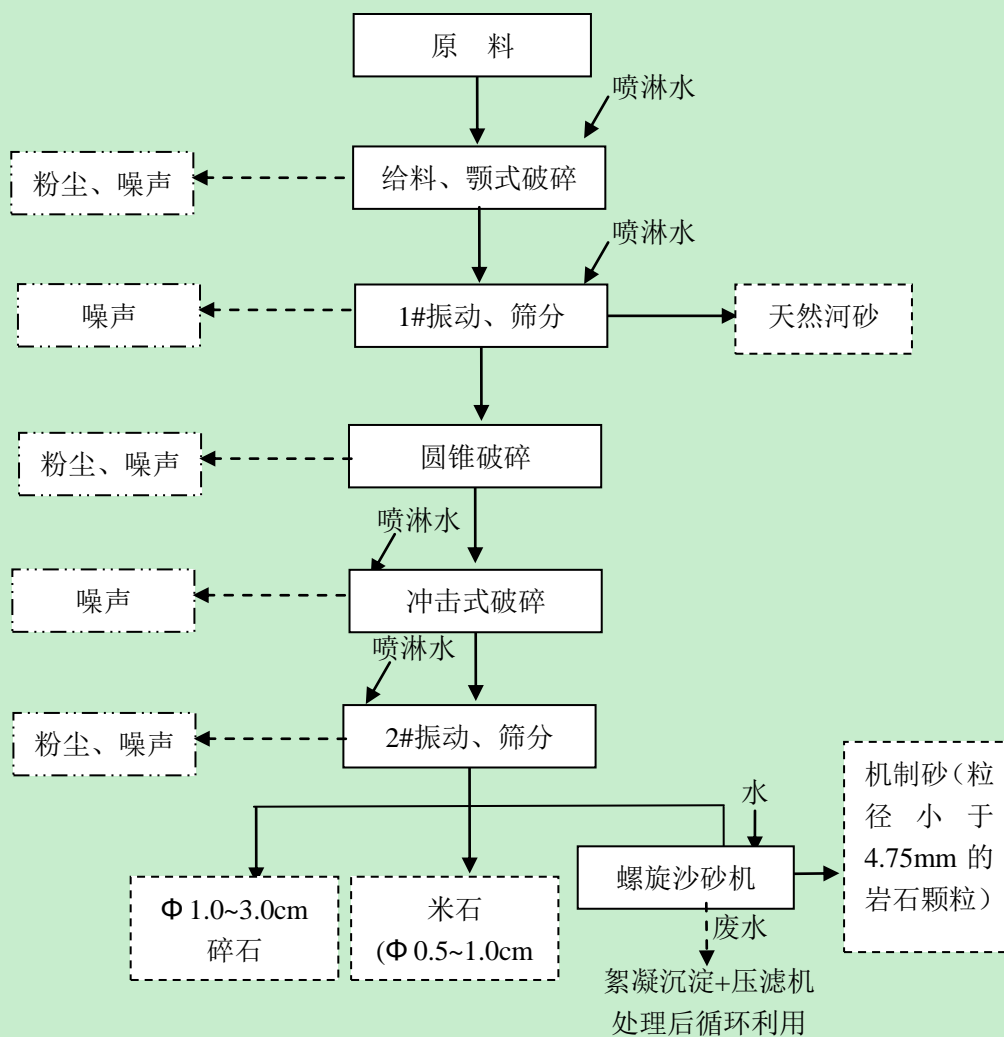 原 料
喷淋水
粉尘、噪声
给料、颚式破碎
喷淋水
噪声
1#振动、筛分
天然河砂
粉尘、噪声
圆锥破碎
喷淋水
噪声
冲击式破碎
喷淋水
粉尘、噪声
2#振动、筛分
水
机制砂（粒
径小于
4.75mm 的
岩石颗粒）
螺旋沙砂机
Φ1.0~3.0cm
碎石
米石
(Φ0.5~1.0cm
废水
絮凝沉淀+压滤机
处理后循环利用